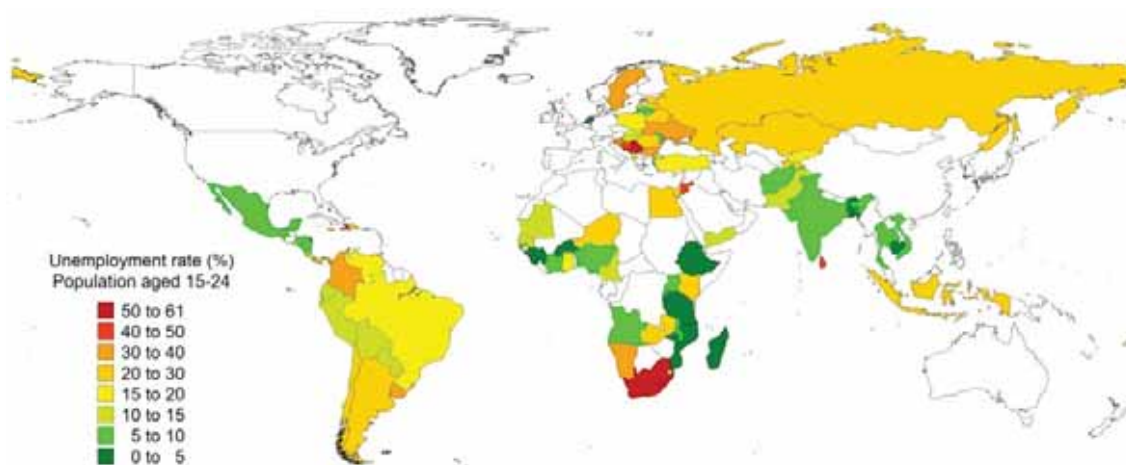 Unemployment rate (%)
Population aged 15-24
50 to 61
40 to 50
30 to 40
20 to 30
15 to 20
10 to 15
5 to 10
0 to 5